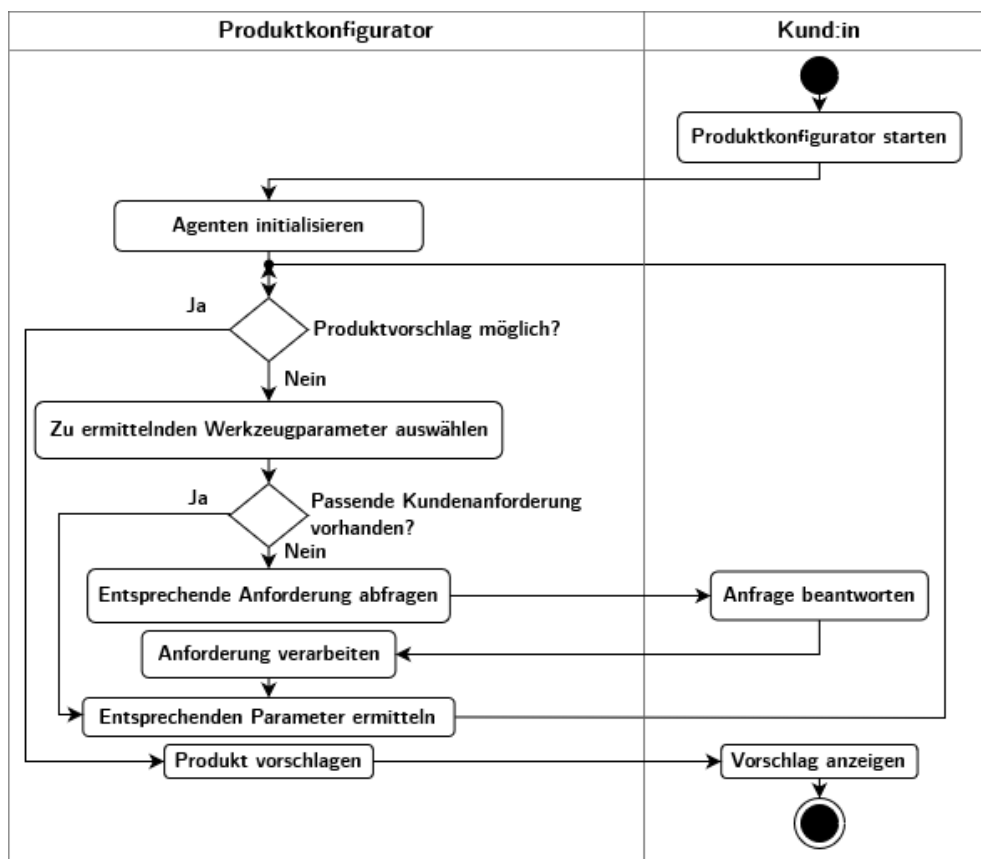 Produktkonfigurator
Kund:in
Produktkonfigurator starten
Agenten initialisieren
Ja
Produktvorschlag möglich?
Nein
Zu ermittelnden Werkzeugparameter auswählen
Ja
Passende Kundenanforderung
vorhanden?
Nein
Entsprechende Anforderung abfragen
Anfrage beantworten
Anforderung verarbeiten
Entsprechenden Parameter ermitteln
Produkt vorschlagen
Vorschlag anzeigen